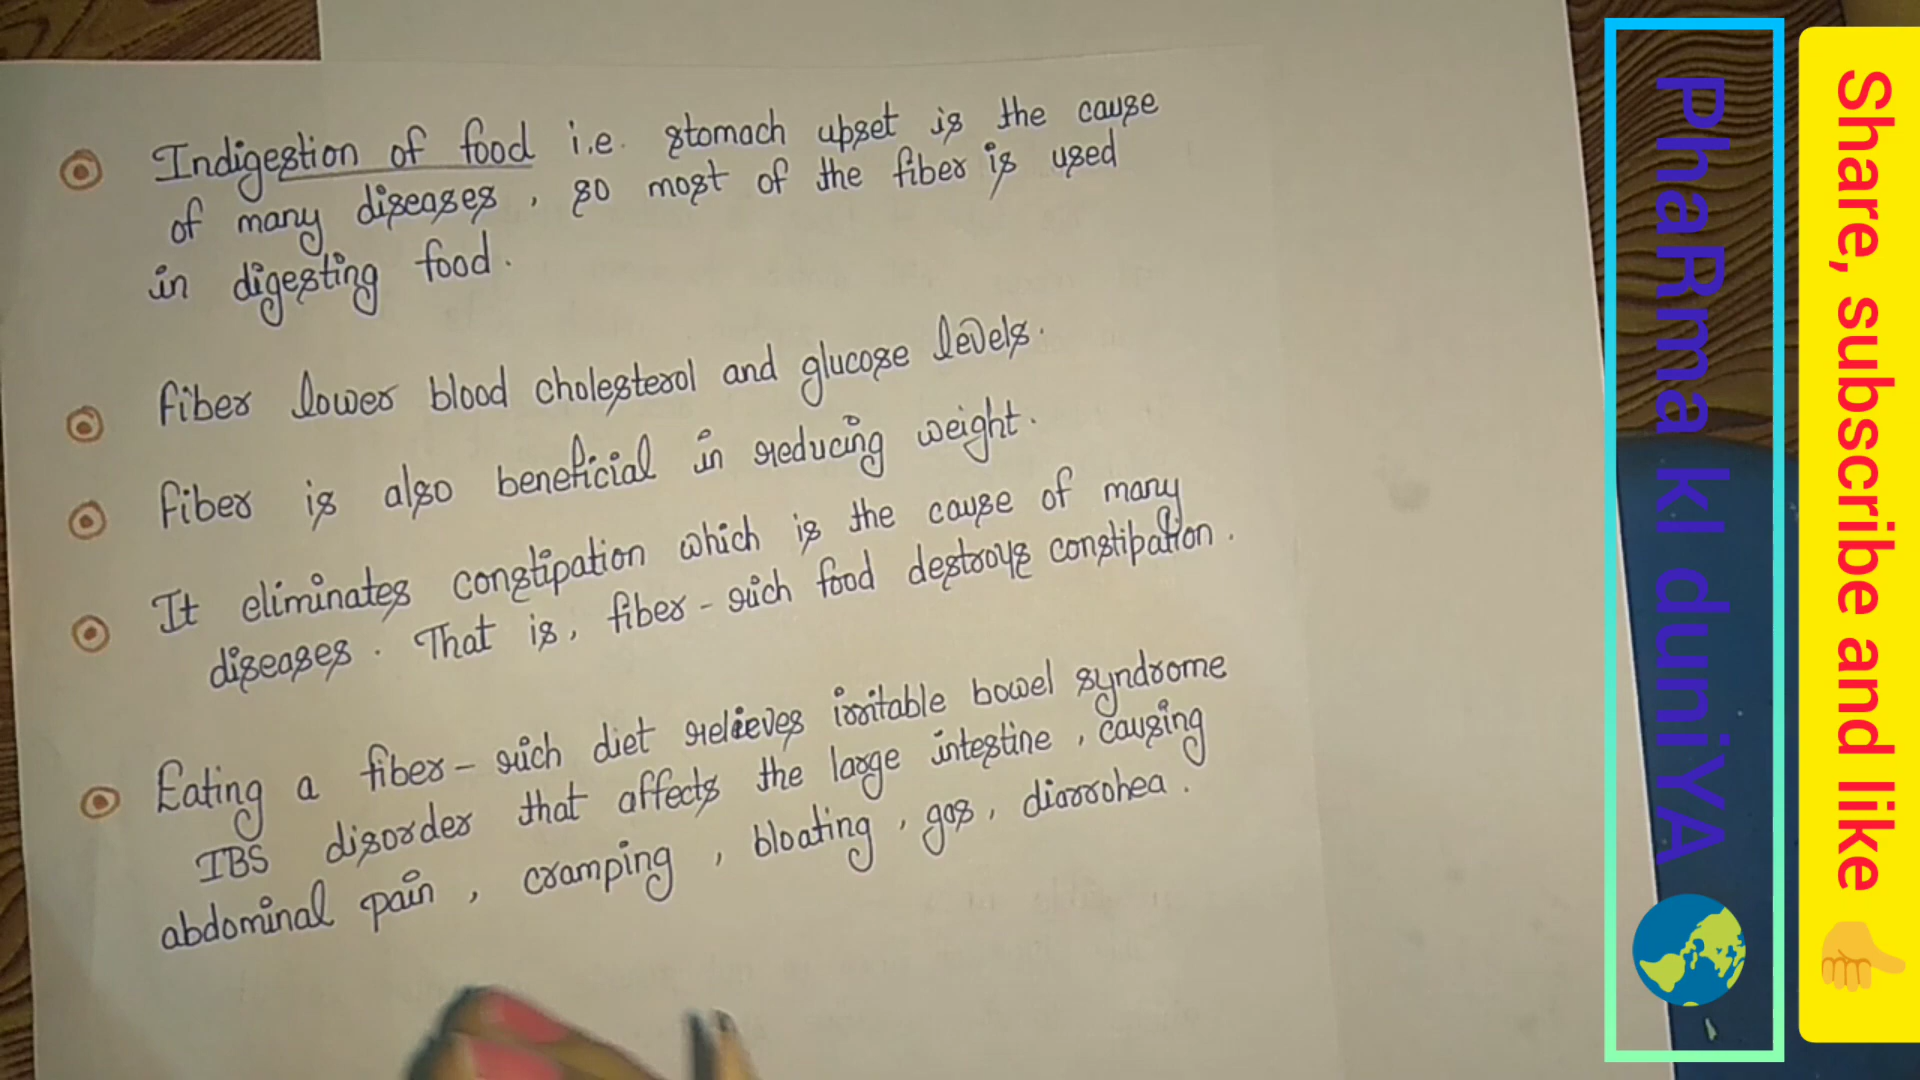 Indigestion of food i.e. stomach upset is the cause
of many diseases, so most of the fiber is used
in digesting food.
fiber lower blood cholesterol and glucose levels.
fiber is also beneficial in reducing weight.
It eliminates constipation which is the cause of many
diseases. That is, fiber-rich food destroys constipation.
Eating a fiber-rich diet relieves irritable bowel syndrome
IBS disorder that affects the large intestine, causing
abdominal pain, cramping, bloating, gas, diarrohea.
PhaRma kI duniYA
Share, subscribe and like